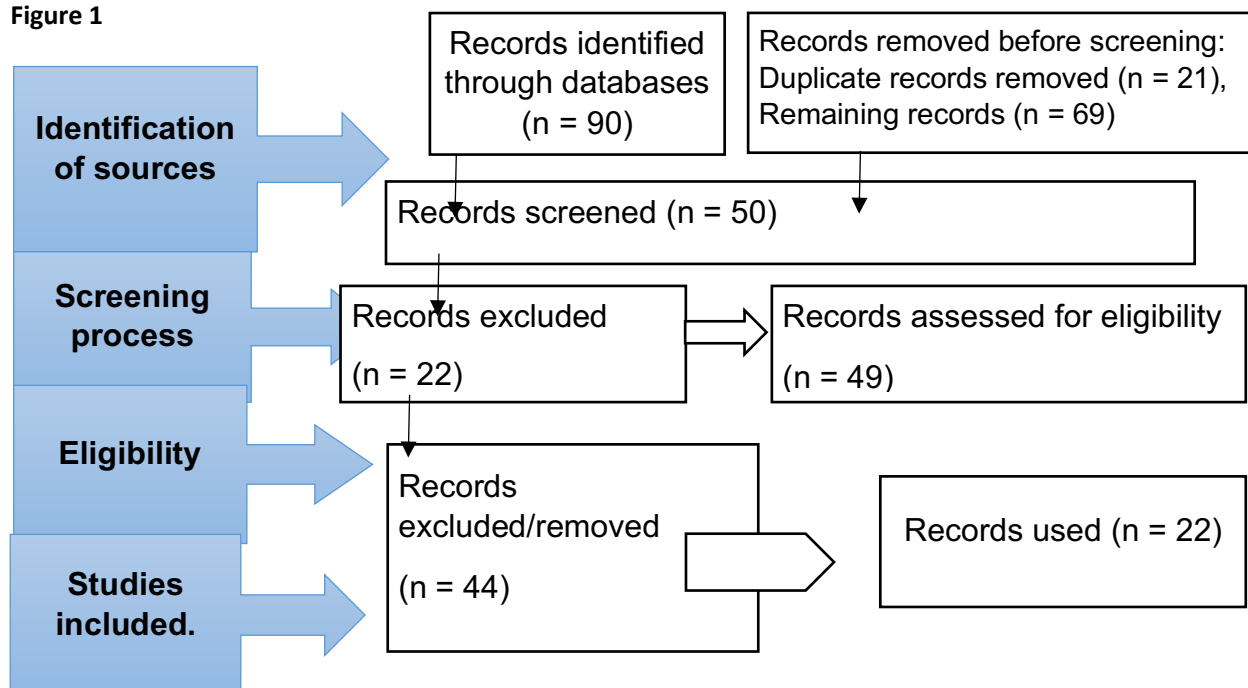 Figure 1
Identification
of sources
Records identified
through databases
(n = 90)
Records removed before screening:
Duplicate records removed (n = 21),
Remaining records (n = 69)
Records screened (n = 50)
Screening
process
Records excluded
(n = 22)
Records assessed for eligibility
(n = 49)
Eligibility
Records
excluded/removed
(n = 44)
Records used (n = 22)
Studies
included.